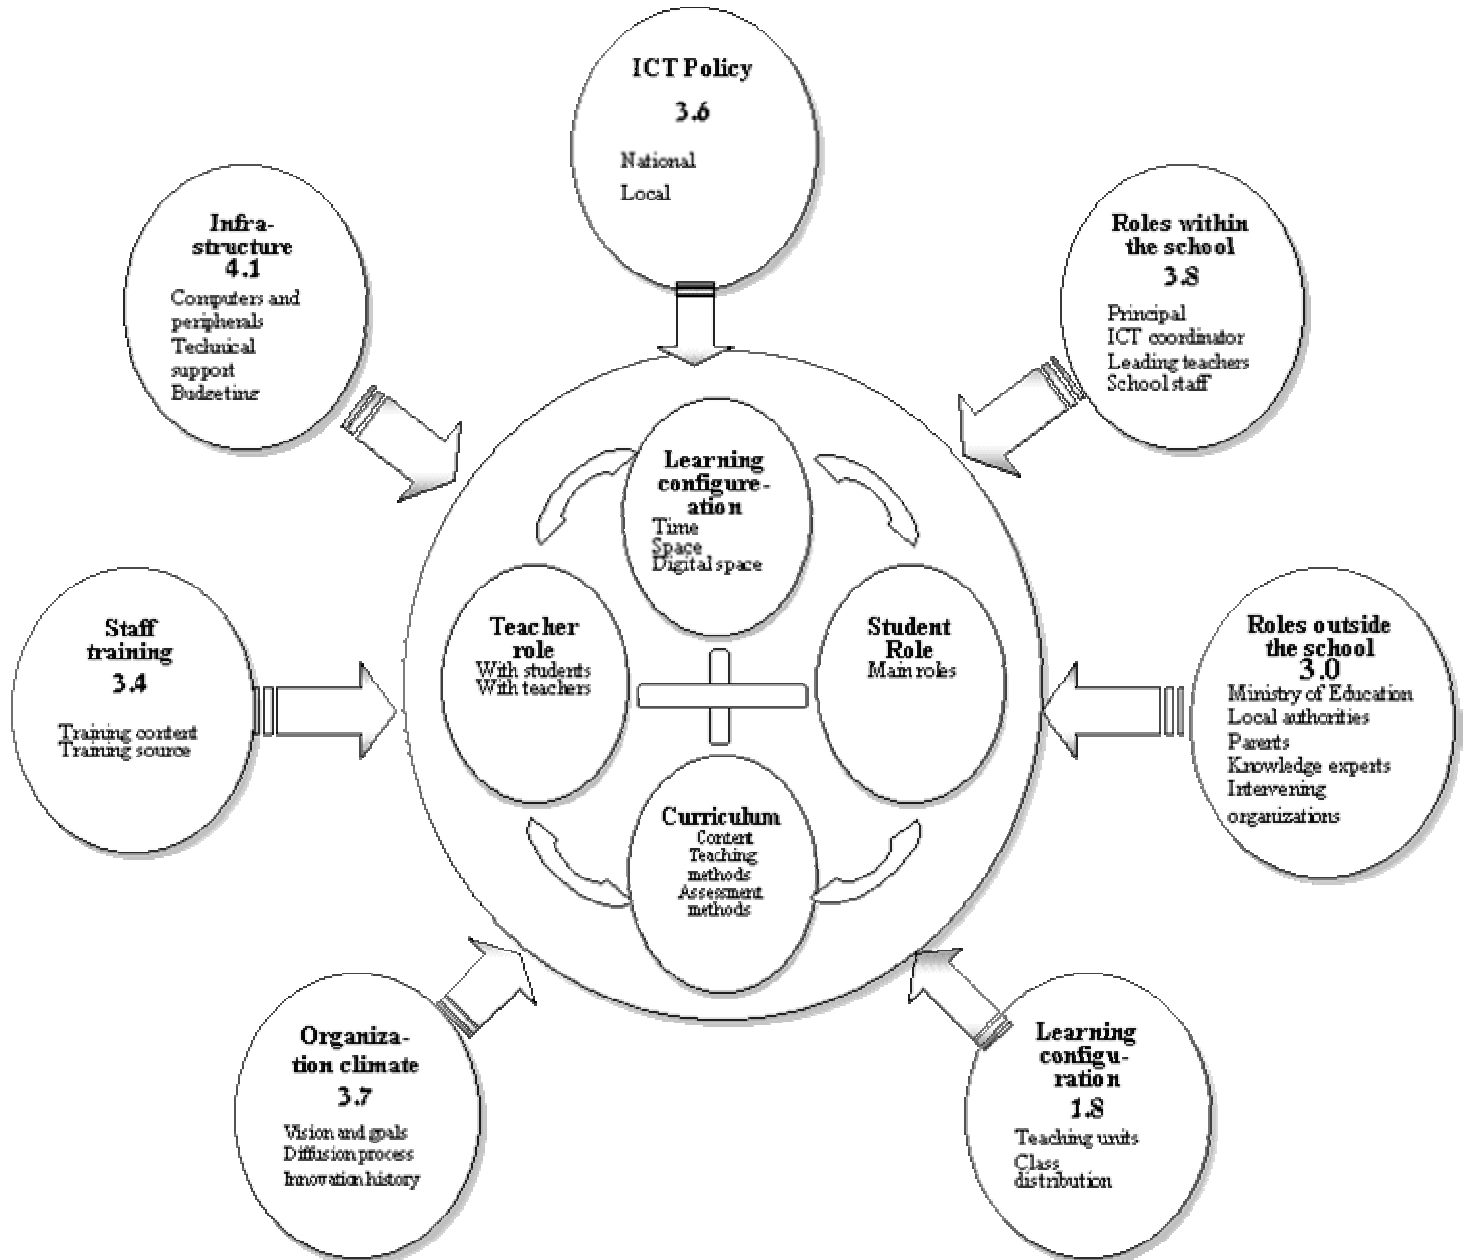 ICT Policy
3.6
National
Local
Infra-
structure
4.1
Computers and
peripherals
Technical
support
Budgeting
Roles within
the school
3.8
Principal
ICT coordinator
Leading teachers
School staff
Learning
configure-
ation
Time
Space
Digital space
Teacher
role
With students
With teachers
Student
Role
Main roles
Curriculum
Content
Teaching
methods
Assessment
methods
Staff
training
3.4
Training content
Training source
Roles outside
the school
3.0
Ministry of Education
Local authorities
Parents
Knowledge experts
Intervening
organizations
Organiza-
tion climate
3.7
Vision and goals
Diffusion process
Innovation history
Learning
configu-
ration
1.8
Teaching units
Class
distribution